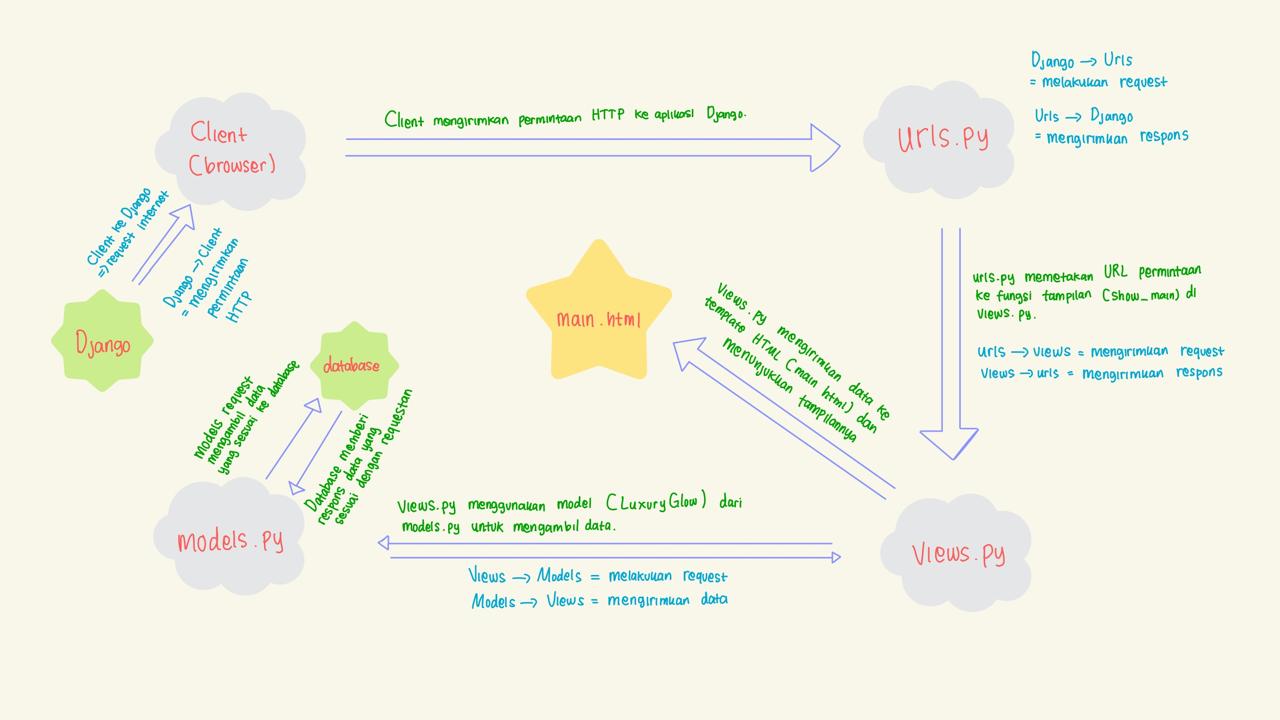 Client
(browser)
Client mengirimkan permintaan HTTP ke aplikasi Django.
Urls.py
Django → Urls
= melakukan request
Urls → Django
= mengirimkan respons
Client ke Django
=> request internet
Django → Client
= mengirimkan
permintaan
HTTP
Django
main.html
urls.py memetakan URL permintaan
ke fungsi tampilan (show_main) di
views.py.
Urls → views = mengirimkan request
Views → urls = mengirimkan respons
Views.py mengirimkan data ke
template HTML (main html) dan
menunjukkan tampilannya
database
Models request
mengambil data
yang sesuai ke database
Database memberi
respons data yang
sesuai dengan requestan
models.py
Views.py menggunakan model (LuxuryGlow) dari
models.py untuk mengambil data.
Views → Models = melakukan request
Models → Views = mengirimkan data
Views.py